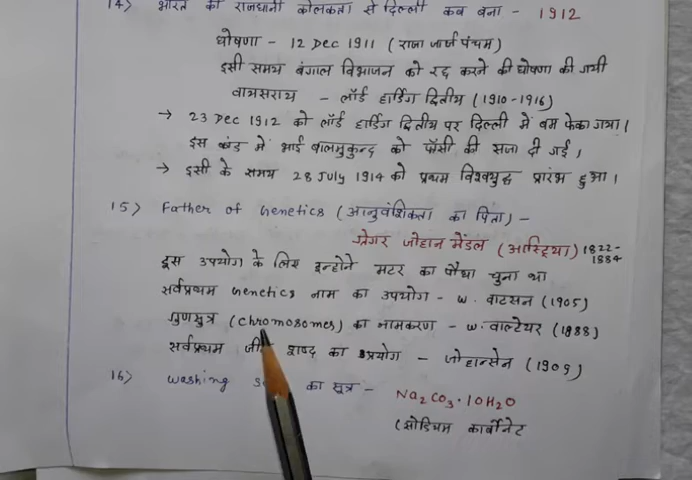 14) भारत की राजधानी कोलकता से दिल्ली कब बना - 1912
घोषणा - 12 Dec 1911 (राजा जार्ज पंचम)
इसी समय बंगाल विभाजन को रद्द करने की घोषणा की गयी
वायसराय - लॉर्ड हार्डिंग द्वितीय (1910-1916)
→ 23 Dec 1912 को लॉर्ड हार्डिंग द्वितीय पर दिल्ली में बम फेका गया।
इस कांड में भाई बालमुकुन्द को फाँसी की सजा दी गई,
→ इसी के समय 28 July 1914 को प्रथम विश्वयुद्ध प्रारंभ हुआ।
15) Father of Genetics (आनुवंशिकता का पिता) -
ग्रेगर जोहान मेंडल (आस्ट्रिया) 1822-1884
इस उपयोग के लिए इन्होने मटर का पौधा चुना था
सर्वप्रथम Genetics नाम का उपयोग - W. वाटसन (1905)
गुणसुत्र (Chromosomes) का नामकरण - W. वाल्टेयर (1988)
सर्वप्रथम शब्द का उपयोग - जोहान्सेन (1909)
16) Washing का सूत्र - Na₂CO₃·10H₂O
(सोडियम कार्बोनेट